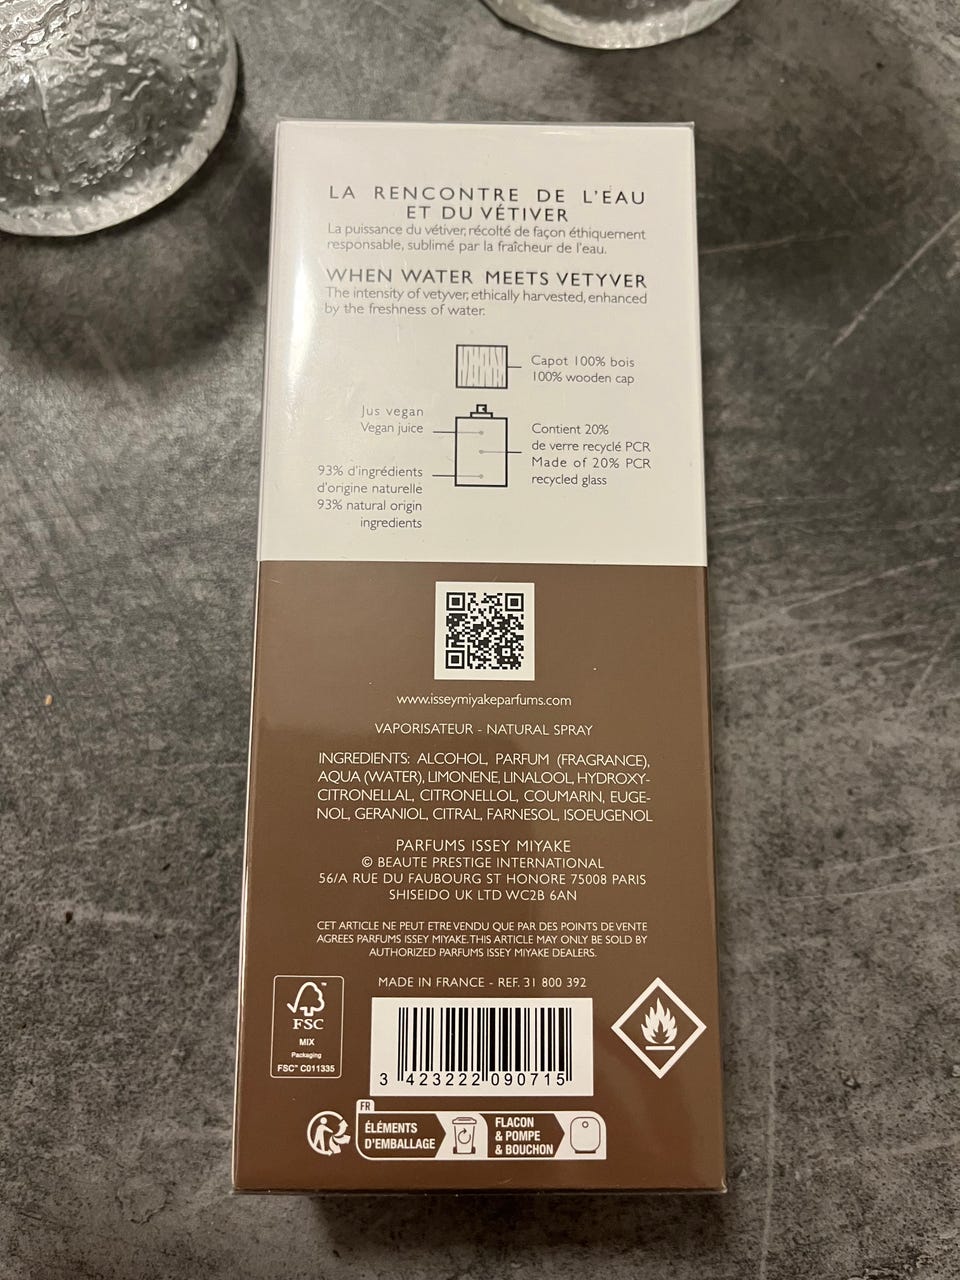 LA RENCONTRE DE L'EAU
ET DU VÉTIVER
La puissance du vétiver, récolté de façon éthiquement
responsable, sublimé par la fraîcheur de l'eau.
WHEN WATER MEETS VETYVER
The intensity of vetyver, ethically harvested, enhanced
by the freshness of water.
Capot 100% bois
100% wooden cap
Jus vegan
Vegan juice
Contient 20%
de verre recyclé PCR
Made of 20% PCR
recycled glass
93% d'ingrédients
d'origine naturelle
93% natural origin
ingredients
www.isseymiyakeparfums.com
VAPORISATEUR - NATURAL SPRAY
INGREDIENTS: ALCOHOL, PARFUM (FRAGRANCE),
AQUA (WATER), LIMONENE, LINALOOL, HYDROXY-
CITRONELLAL, CITRONELLOL, COUMARIN, EUGE-
NOL, GERANIOL, CITRAL, FARNESOL, ISOEUGENOL
PARFUMS ISSEY MIYAKE
© BEAUTE PRESTIGE INTERNATIONAL
56/A RUE DU FAUBOURG ST HONORE 75008 PARIS
SHISEIDO UK LTD WC2B 6AN
CET ARTICLE NE PEUT ETRE VENDU QUE PAR DES POINTS DE VENTE
AGREES PARFUMS ISSEY MIYAKE. THIS ARTICLE MAY ONLY BE SOLD BY
AUTHORIZED PARFUMS ISSEY MIYAKE DEALERS.
MADE IN FRANCE - REF. 31 800 392
FSC™
MIX
Packaging
FSC™ C011335
3 423222 090715
FR
ÉLÉMENTS
D'EMBALLAGE
FLACON
& POMPE
& BOUCHON